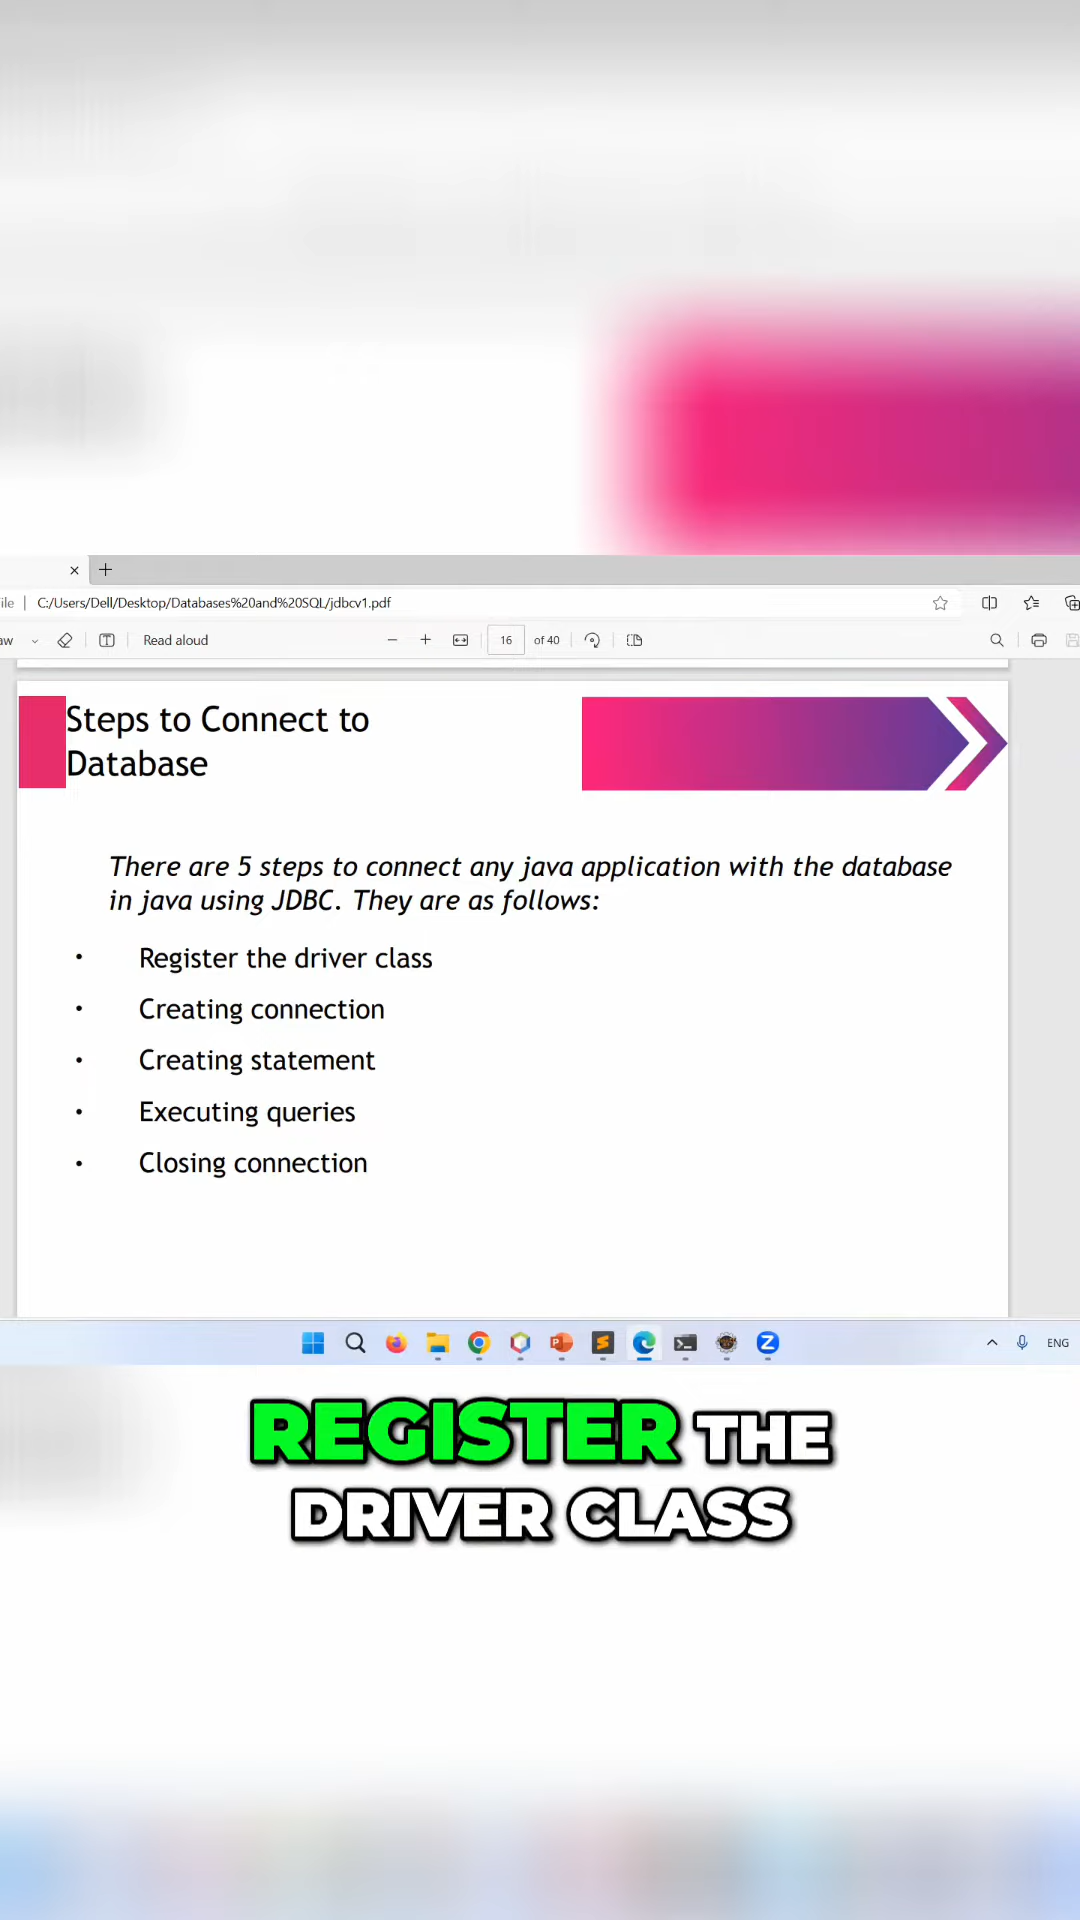 ile | C:/Users/Dell/Desktop/Databases%20and%20SQL/jdbcv1.pdf
aw Read aloud 16 of 40
Steps to Connect to
Database
There are 5 steps to connect any java application with the database
in java using JDBC. They are as follows:
• Register the driver class
• Creating connection
• Creating statement
• Executing queries
• Closing connection
ENG
REGISTER THE
DRIVER CLASS